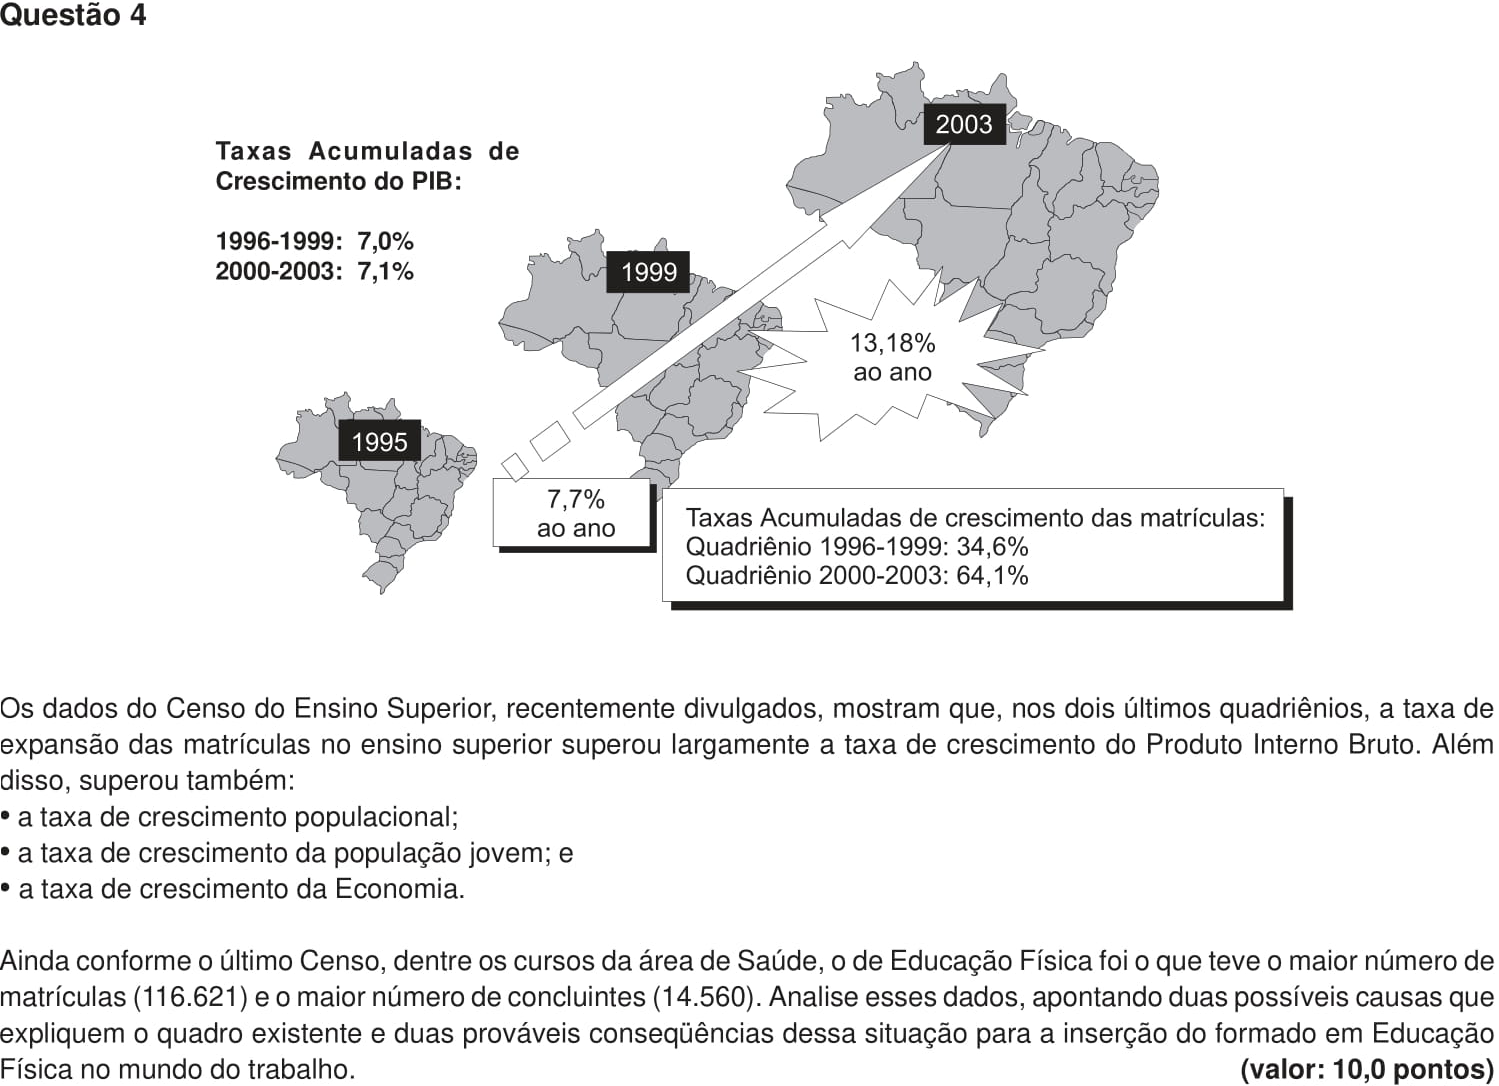 Questão 4
2003
Taxas Acumuladas de
Crescimento do PIB:
1996-1999: 7,0%
2000-2003: 7,1%
1999
13,18%
ao ano
1995
7,7%
ao ano
Taxas Acumuladas de crescimento das matrículas:
Quadriênio 1996-1999: 34,6%
Quadriênio 2000-2003: 64,1%
Os dados do Censo do Ensino Superior, recentemente divulgados, mostram que, nos dois últimos quadriênios, a taxa de
expansão das matrículas no ensino superior superou largamente a taxa de crescimento do Produto Interno Bruto. Além
disso, superou também:
• a taxa de crescimento populacional;
• a taxa de crescimento da população jovem; e
• a taxa de crescimento da Economia.
Ainda conforme o último Censo, dentre os cursos da área de Saúde, o de Educação Física foi o que teve o maior número de
matrículas (116.621) e o maior número de concluintes (14.560). Analise esses dados, apontando duas possíveis causas que
expliquem o quadro existente e duas prováveis conseqüências dessa situação para a inserção do formado em Educação
Física no mundo do trabalho. (valor: 10,0 pontos)